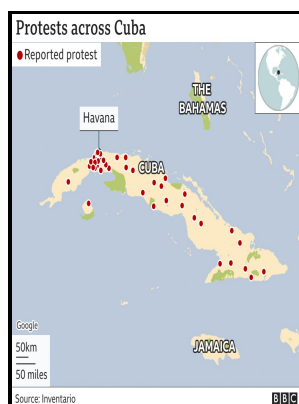 Protests across Cuba
Reported protest
THE
BAHAMAS
Havana
CUBA
JAMAICA
Google
50km
50 miles
Source: Inventario
BBC